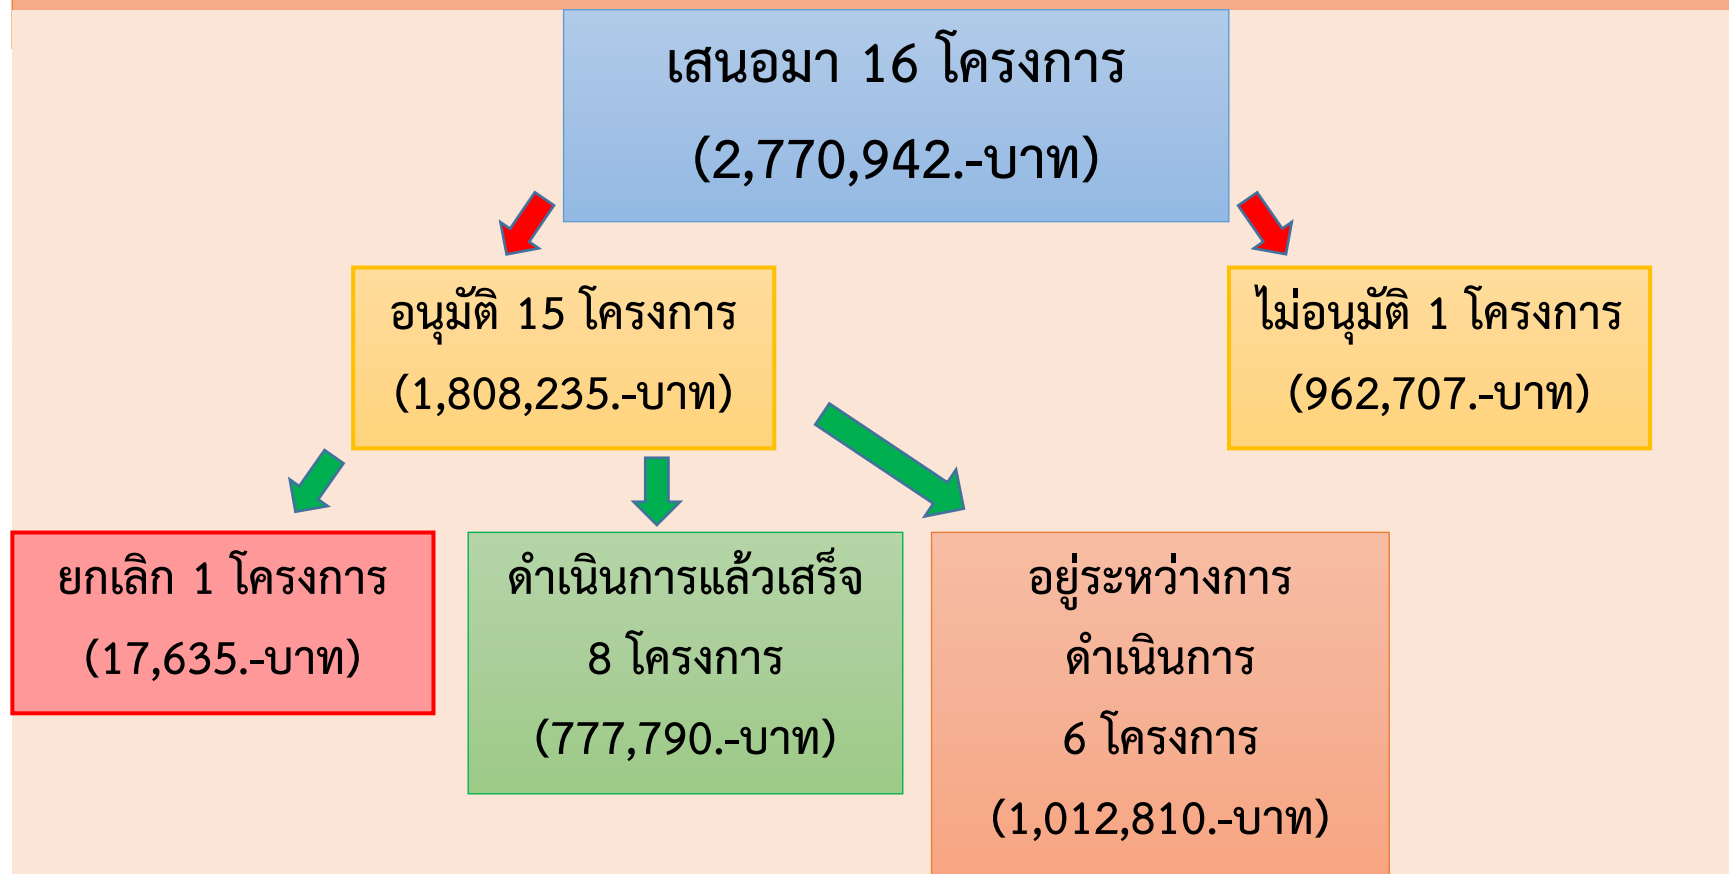 เสนอมา 16 โครงการ
(2,770,942.-บาท)
อนุมัติ 15 โครงการ
(1,808,235.-บาท)
ไม่อนุมัติ 1 โครงการ
(962,707.-บาท)
ยกเลิก 1 โครงการ
(17,635.-บาท)
ดำเนินการแล้วเสร็จ
8 โครงการ
(777,790.-บาท)
อยู่ระหว่างการ
ดำเนินการ
6 โครงการ
(1,012,810.-บาท)